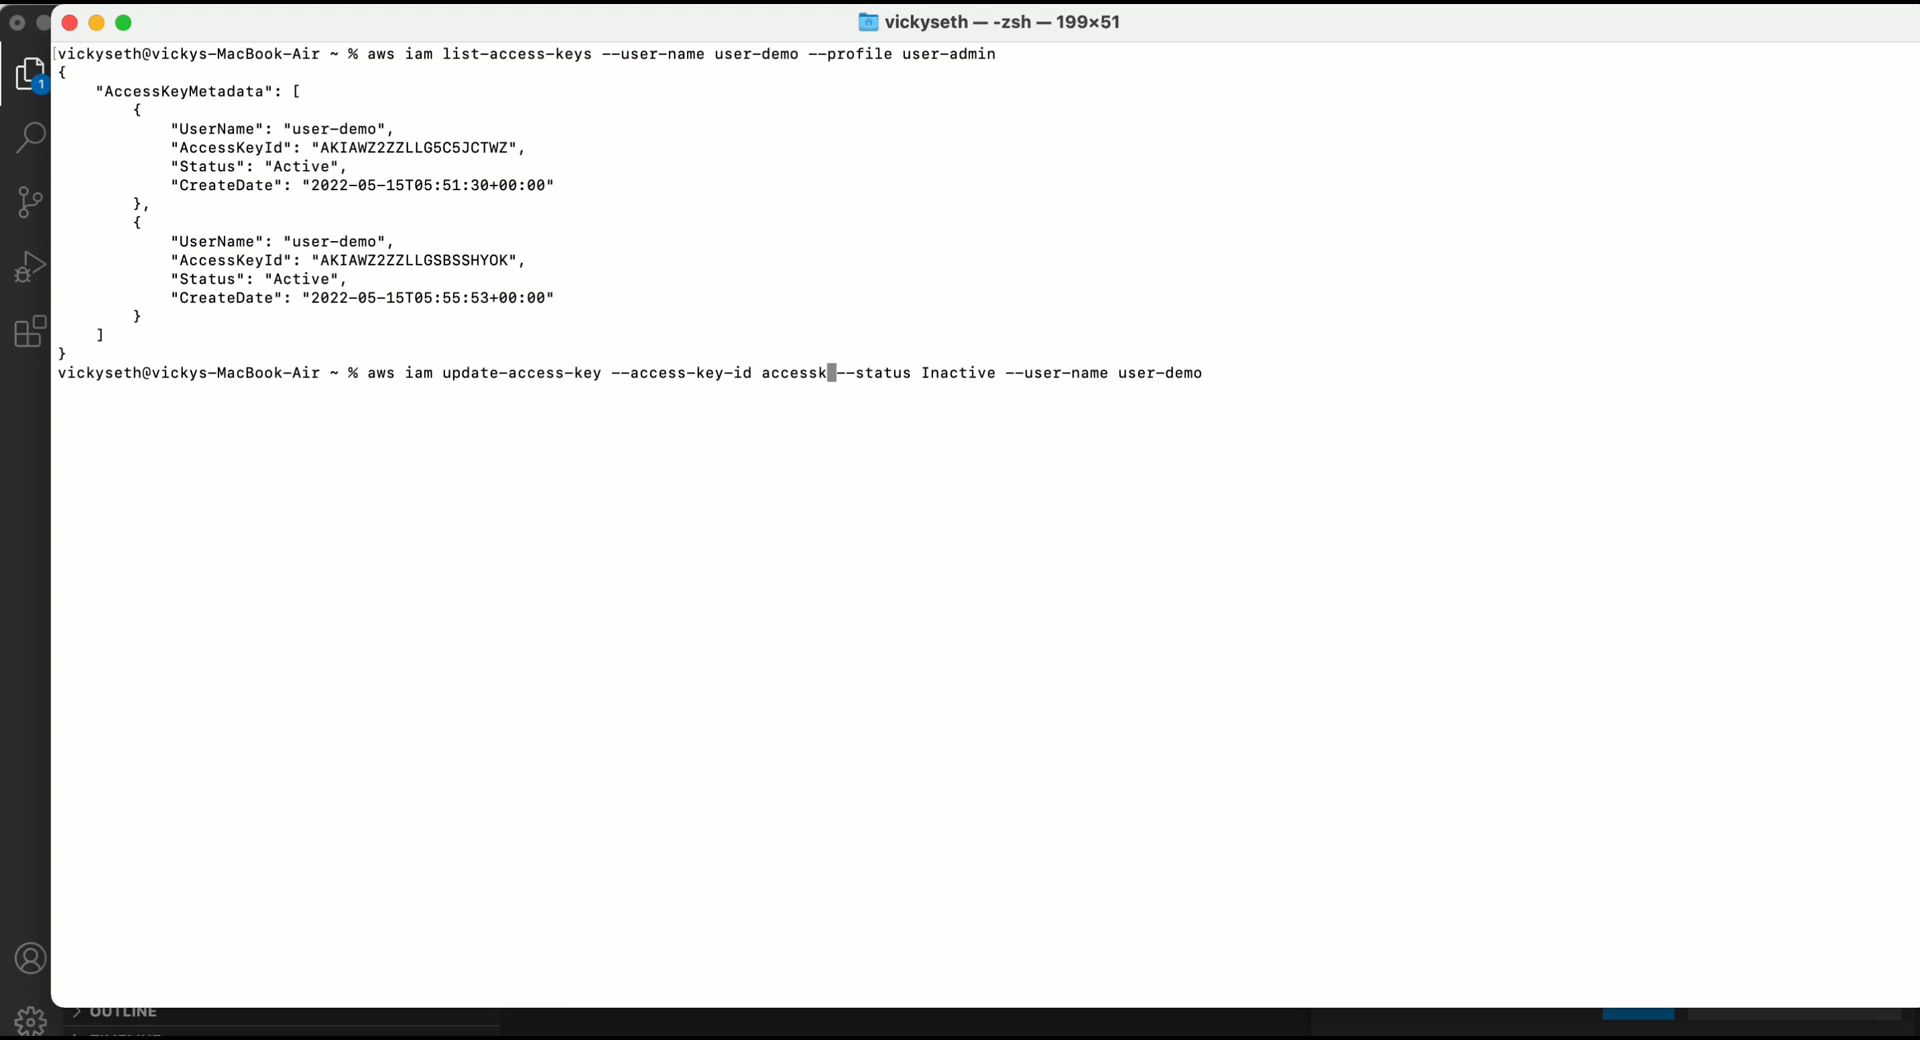 vickyseth — -zsh — 199×51
vickyseth@vickys-MacBook-Air ~ % aws iam list-access-keys --user-name user-demo --profile user-admin
{
    "AccessKeyMetadata": [
        {
            "UserName": "user-demo",
            "AccessKeyId": "AKIAWZ2ZZLLG5C5JCTWZ",
            "Status": "Active",
            "CreateDate": "2022-05-15T05:51:30+00:00"
        },
        {
            "UserName": "user-demo",
            "AccessKeyId": "AKIAWZ2ZZLLGSBSSHYOK",
            "Status": "Active",
            "CreateDate": "2022-05-15T05:55:53+00:00"
        }
    ]
}
vickyseth@vickys-MacBook-Air ~ % aws iam update-access-key --access-key-id accessk --status Inactive --user-name user-demo
1
OUTLINE